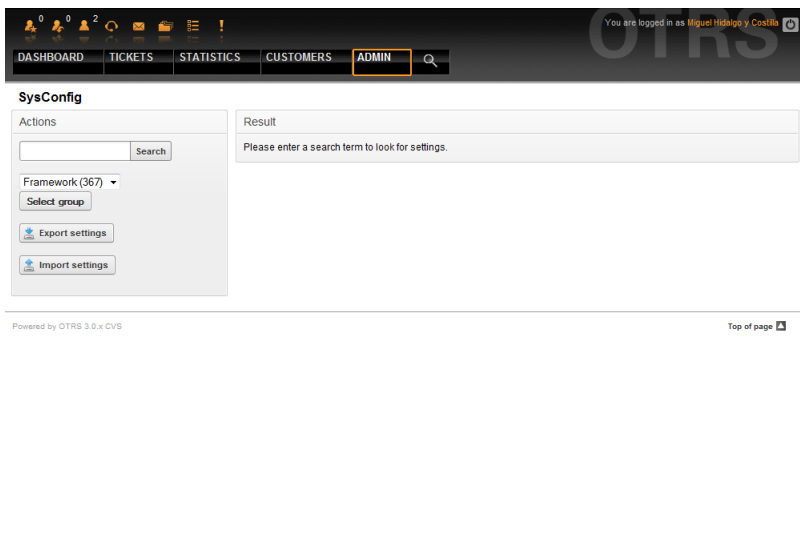 0 0 2
You are logged in as Miguel Hidalgo y Costilla
OTRS
DASHBOARD TICKETS STATISTICS CUSTOMERS ADMIN
SysConfig
Actions
Search
Framework (367)
Select group
Export settings
Import settings
Result
Please enter a search term to look for settings.
Powered by OTRS 3.0.x CVS
Top of page